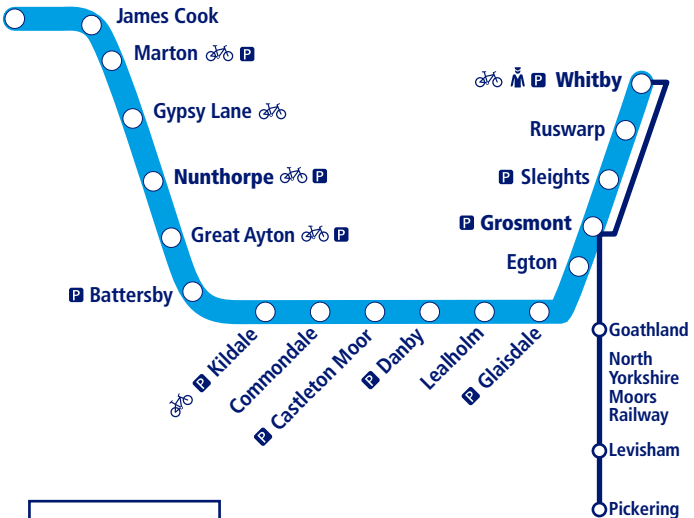 James Cook
Marton P
Gypsy Lane
Nunthorpe P
Great Ayton P
P Battersby
P Kildale
Commondale
P Castleton Moor
P Danby
Lealholm
P Glaisdale
Egton
P Grosmont
P Sleights
Ruswarp
P Whitby
Goathland
North
Yorkshire
Moors
Railway
Levisham
Pickering